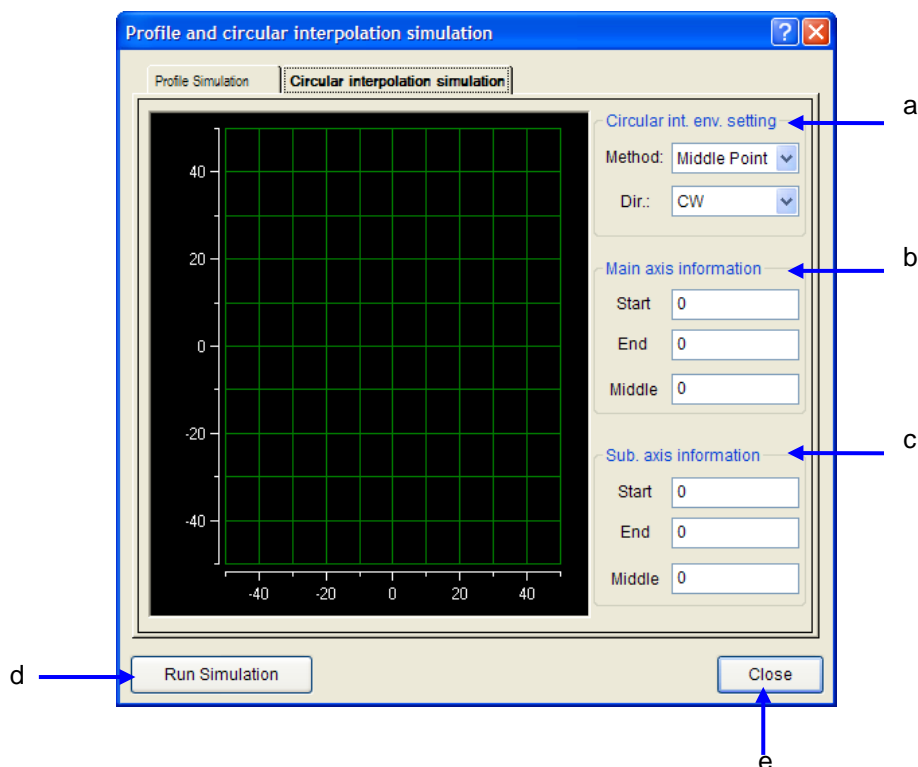 Profile and circular interpolation simulation
Profile Simulation
Circular interpolation simulation
a
Circular int. env. setting
Method: Middle Point
Dir.: CW
b
Main axis information
Start 0
End 0
Middle 0
c
Sub. axis information
Start 0
End 0
Middle 0
40
20
0
-20
-40
-40 -20 0 20 40
d
Run Simulation
Close
e